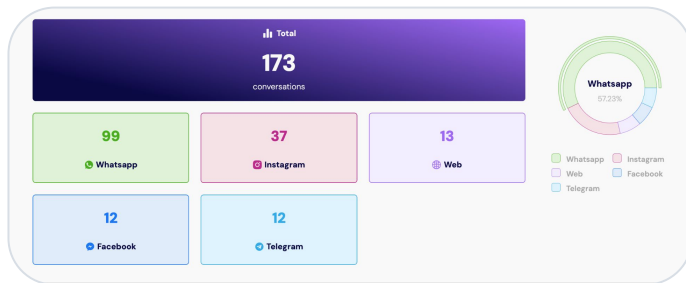 Total
173
conversations
99
Whatsapp
37
Instagram
13
Web
12
Facebook
12
Telegram
Whatsapp
57.23%
Whatsapp Instagram
Web Facebook
Telegram